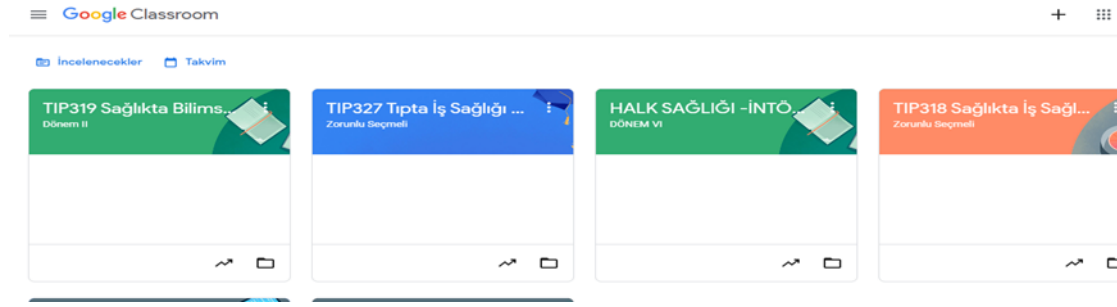 Google Classroom
İncelenecekler Takvim
TIP319 Sağlıkta Bilims...
Dönem II
TIP327 Tıpta İş Sağlığı ...
Zorunlu Seçmeli
HALK SAĞLIĞI -İNTÖ...
DÖNEM VI
TIP318 Sağlıkta İş Sağl...
Zorunlu Seçmeli